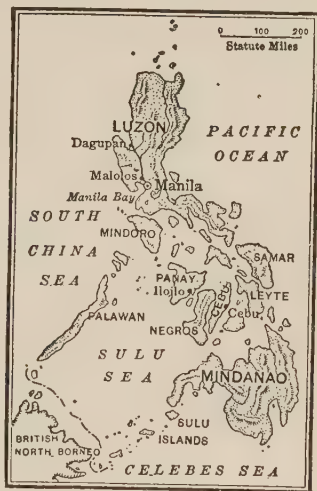 0 100 200
Statute Miles
LUZON
PACIFIC
OCEAN
Dagupan
Malolos
Manila
Manila Bay
SOUTH
CHINA
SEA
MINDORO
SAMAR
PANAY
Iloilo
CEBU
LEYTE
Cebu
NEGROS
PALAWAN
SULU
SEA
MINDANAO
SULU
ISLANDS
BRITISH
NORTH BORNEO
CELEBES SEA